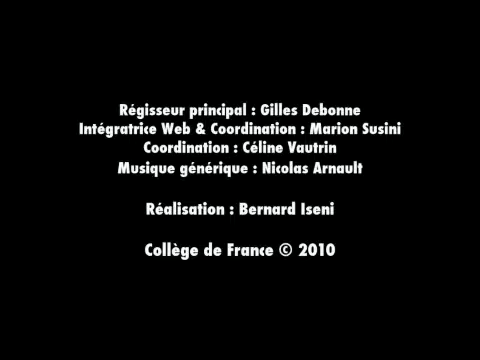 Régisseur principal : Gilles Debonne
Intégratrice Web & Coordination : Marion Susini
Coordination : Céline Vautrin
Musique générique : Nicolas Arnault
Réalisation : Bernard Iseni
Collège de France © 2010